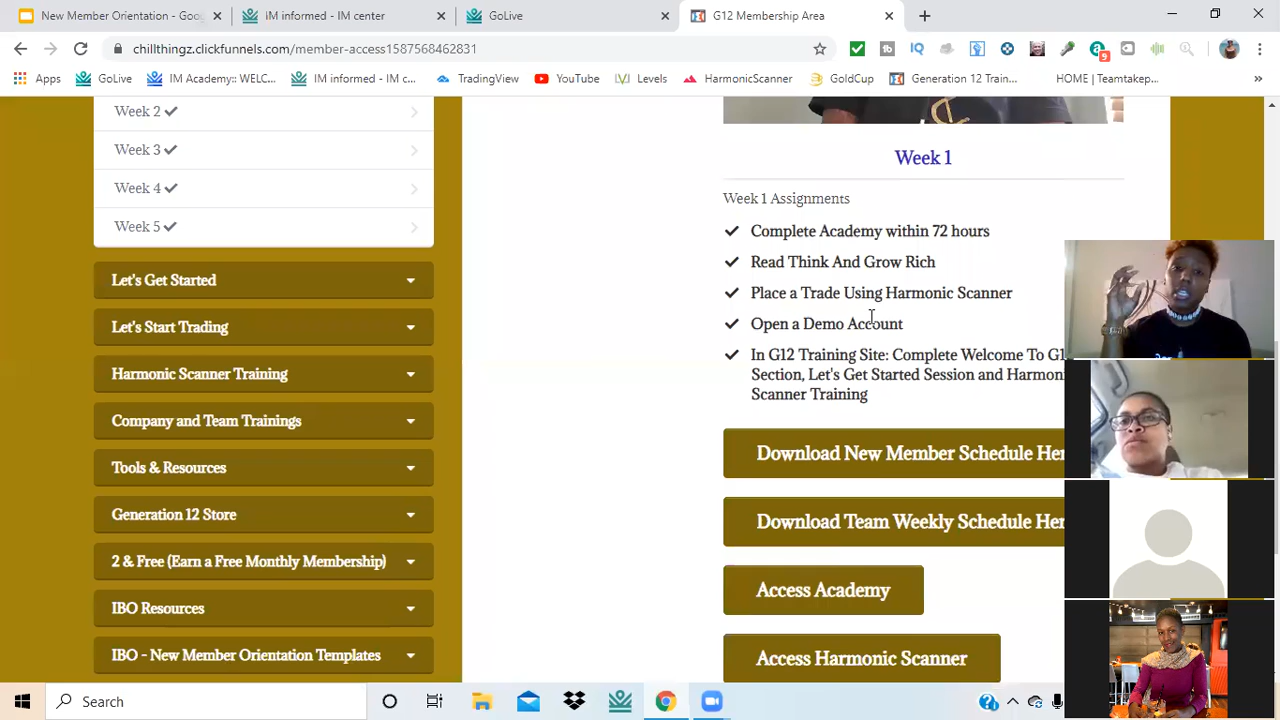 New Member Orientation - Goo
IM informed - IM center
GoLive
G12 Membership Area
chillthingz.clickfunnels.com/member-access1587568462831
IQ
9
Apps
GoLive
IM Academy:: WELC...
IM informed - IM c...
TradingView
YouTube
Levels
HarmonicScanner
GoldCup
Generation 12 Train...
HOME | Teamtakep...
»
Week 2
Week 3
Week 4
Week 5
Let's Get Started
Let's Start Trading
Harmonic Scanner Training
Company and Team Trainings
Tools & Resources
Generation 12 Store
2 & Free (Earn a Free Monthly Membership)
IBO Resources
IBO - New Member Orientation Templates
Week 1
Week 1 Assignments
Complete Academy within 72 hours
Read Think And Grow Rich
Place a Trade Using Harmonic Scanner
Open a Demo Account
In G12 Training Site: Complete Welcome To G1
Section, Let's Get Started Session and Harmon
Scanner Training
Download New Member Schedule Her
Download Team Weekly Schedule Her
Access Academy
Access Harmonic Scanner
Search